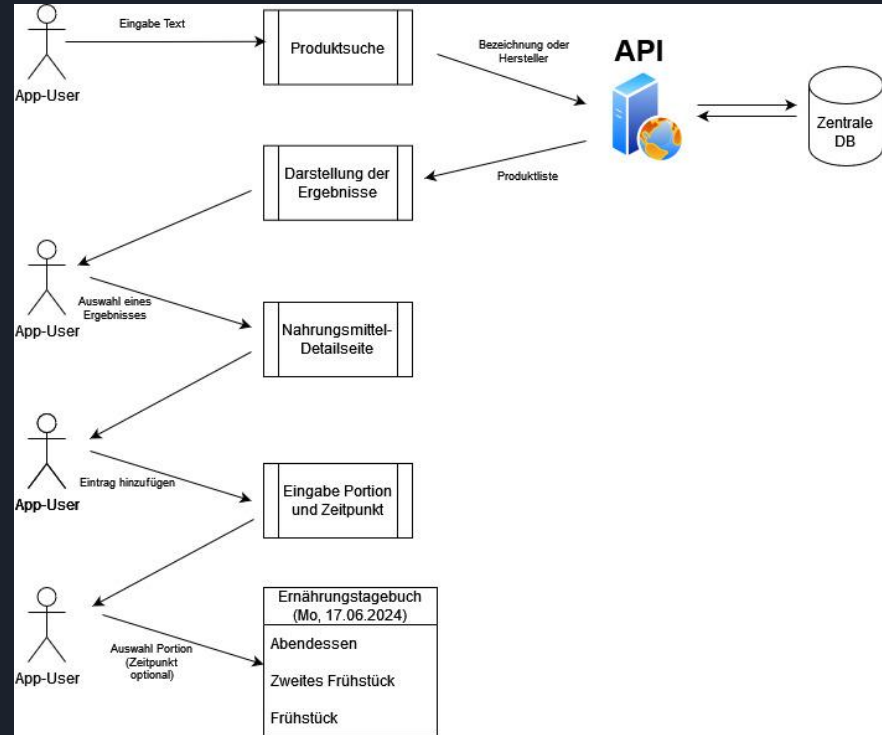 Eingabe Text
App-User
Produktsuche
Bezeichnung oder
Hersteller
API
Zentrale
DB
Darstellung der
Ergebnisse
Produktliste
App-User
Auswahl eines
Ergebnisses
Nahrungsmittel-
Detailseite
App-User
Eintrag hinzufügen
Eingabe Portion
und Zeitpunkt
App-User
Auswahl Portion
(Zeitpunkt
optional)
Ernährungstagebuch
(Mo, 17.06.2024)
Abendessen
Zweites Frühstück
Frühstück